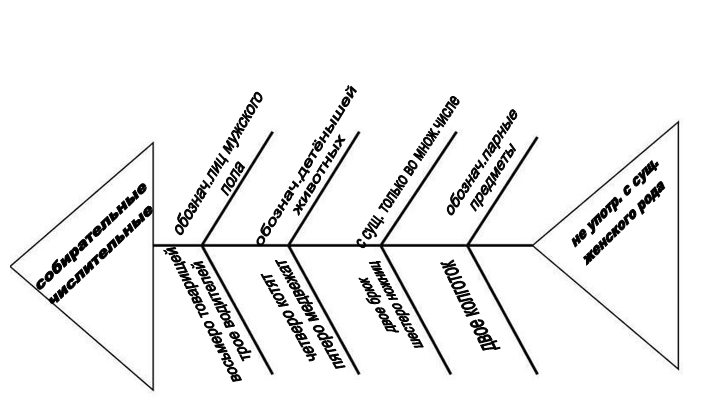 собирательные
числительные
обознач.лиц мужского
пола
обознач.детёнышей
животных
с сущ. только во множ.числе
обознач.парные
предметы
восьмеро товарищей
трое водителей
четверо котят
пятеро медвежат
двое брюк
шестеро ножниц
двое колготок
не употр. с сущ.
женского рода